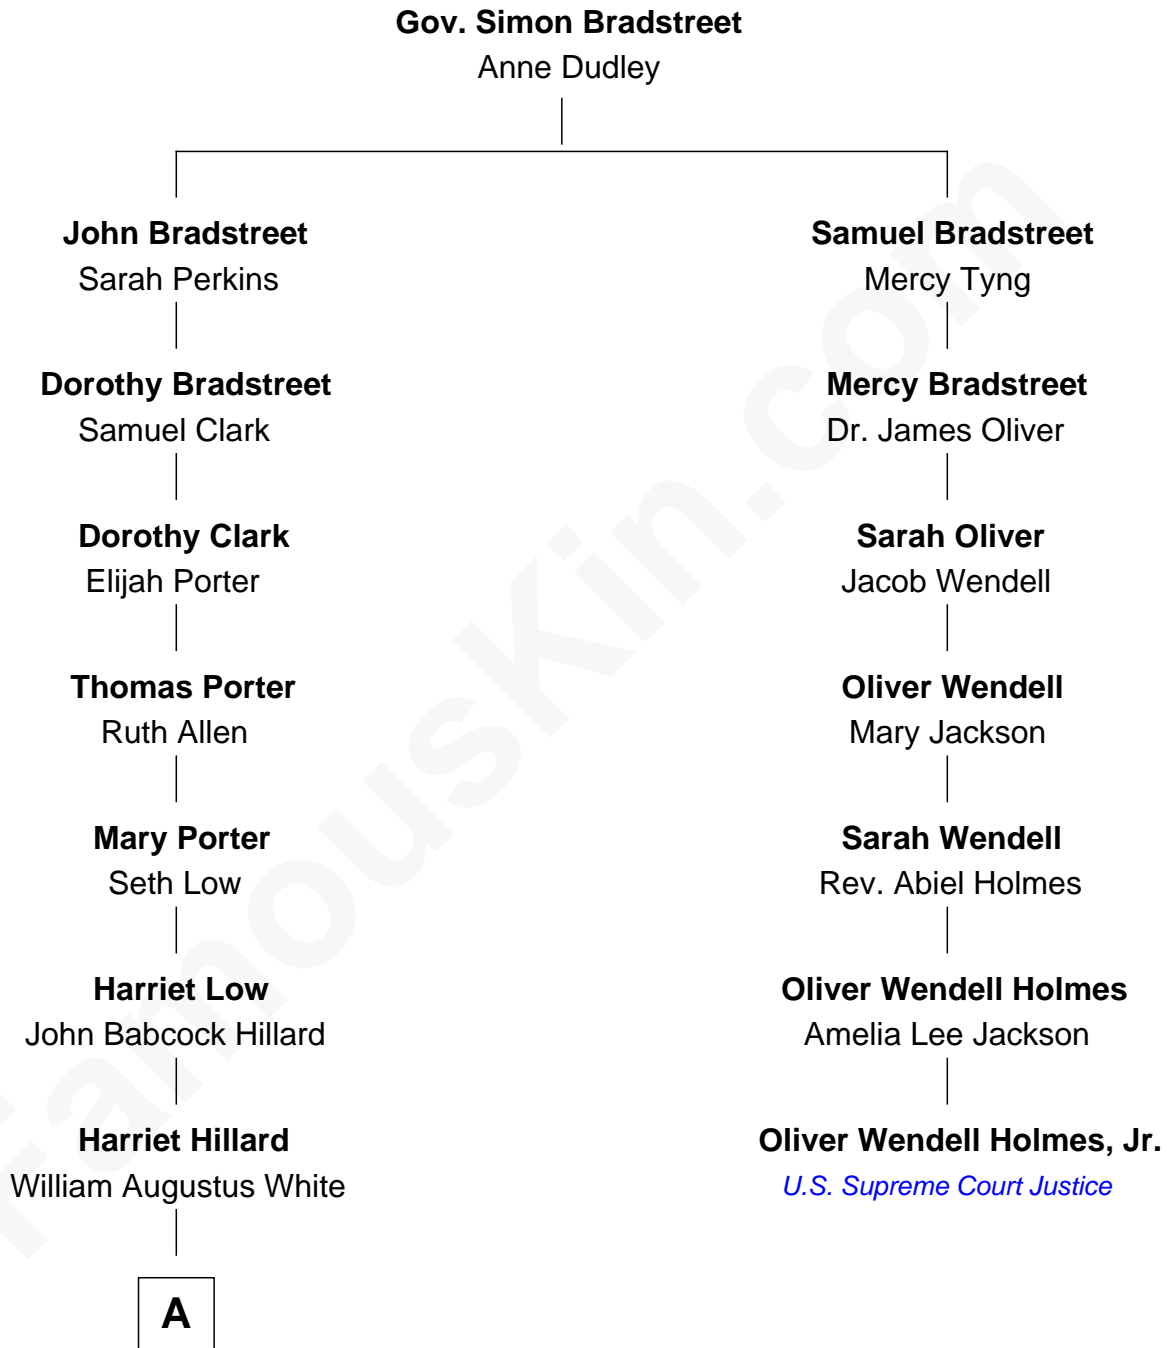 Gov. Simon Bradstreet
Anne Dudley
John Bradstreet
Sarah Perkins
Samuel Bradstreet
Mercy Tyng
Dorothy Bradstreet
Samuel Clark
Mercy Bradstreet
Dr. James Oliver
Dorothy Clark
Elijah Porter
Sarah Oliver
Jacob Wendell
Thomas Porter
Ruth Allen
Oliver Wendell
Mary Jackson
Mary Porter
Seth Low
Sarah Wendell
Rev. Abiel Holmes
Harriet Low
John Babcock Hillard
Oliver Wendell Holmes
Amelia Lee Jackson
Harriet Hillard
William Augustus White
Oliver Wendell Holmes, Jr.
U.S. Supreme Court Justice
A
FamousKin.com